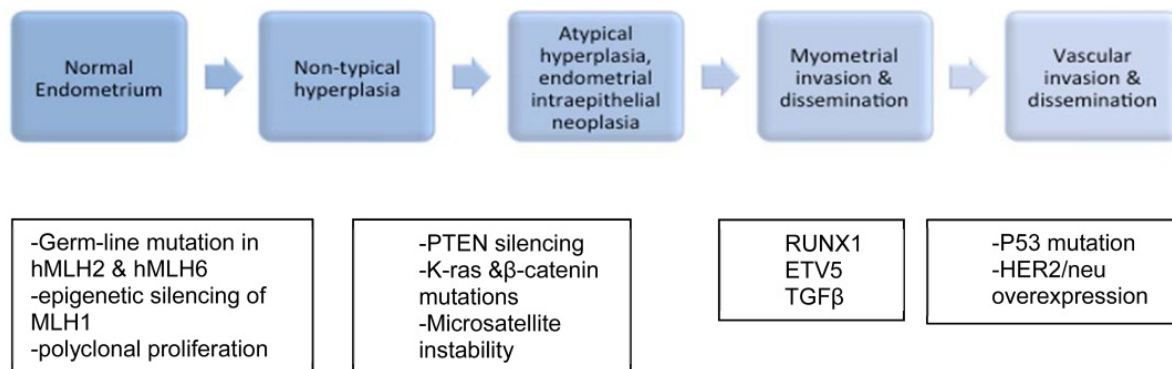 Normal
Endometrium
Non-typical
hyperplasia
Atypical
hyperplasia,
endometrial
intraepithelial
neoplasia
Myometrial
invasion &
dissemination
Vascular
invasion &
dissemination
-Germ-line mutation in
hMLH2 & hMLH6
-epigenetic silencing of
MLH1
-polyclonal proliferation
-PTEN silencing
-K-ras &β-catenin
mutations
-Microsatellite
instability
RUNX1
ETV5
TGFβ
-P53 mutation
-HER2/neu
overexpression